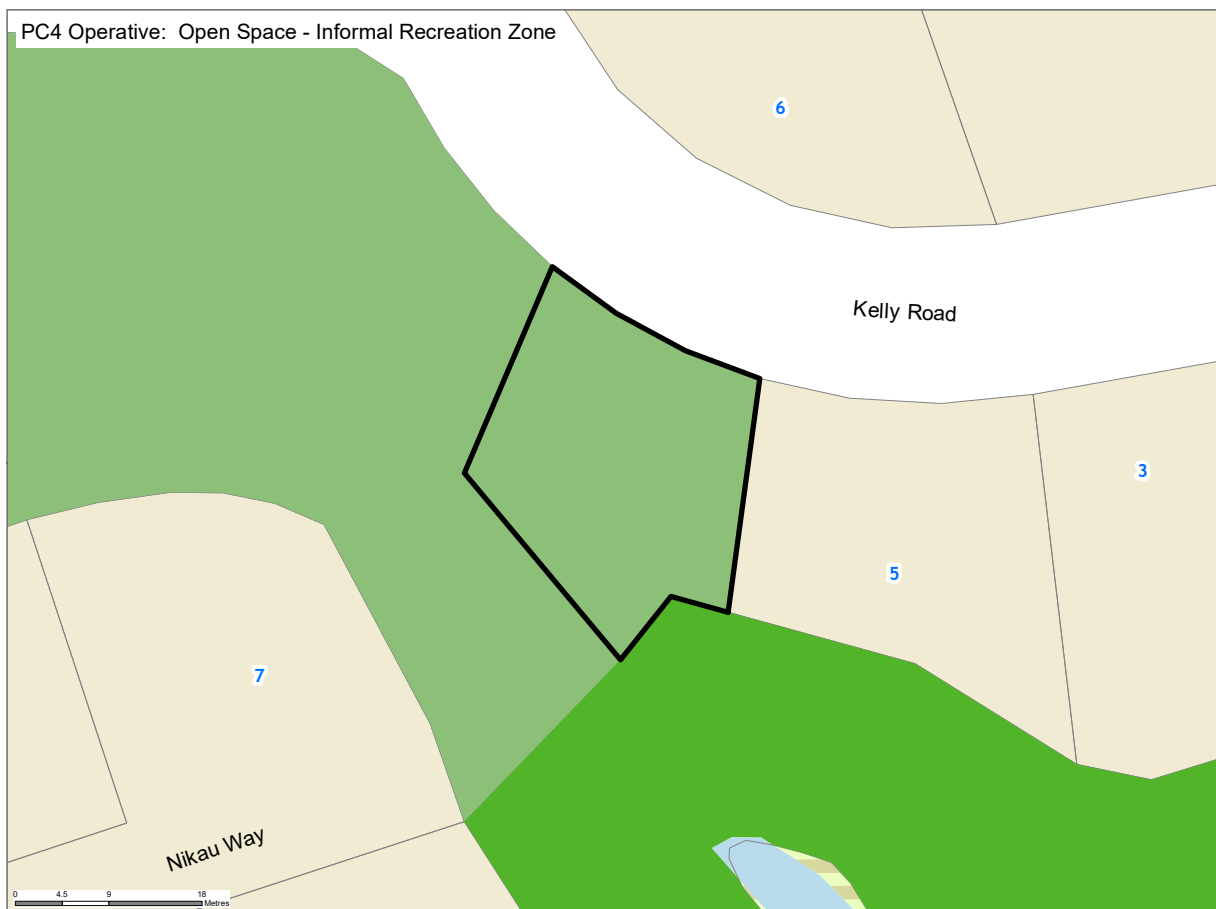 PC4 Operative:  Open Space - Informal Recreation Zone
6
Kelly Road
3
5
7
Nikau Way
0 4.5 9 18
Metres